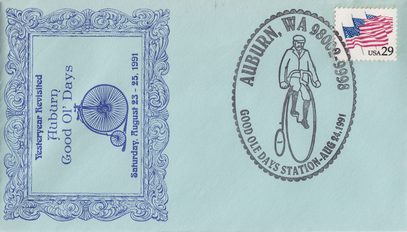 Yesteryear Revisited
Auburn
Good Ol' Days
Saturday, August 23 - 25, 1991
AUBURN, WA 98002-9998
GOOD OLE DAYS STATION-AUG 24, 1991
USA 29